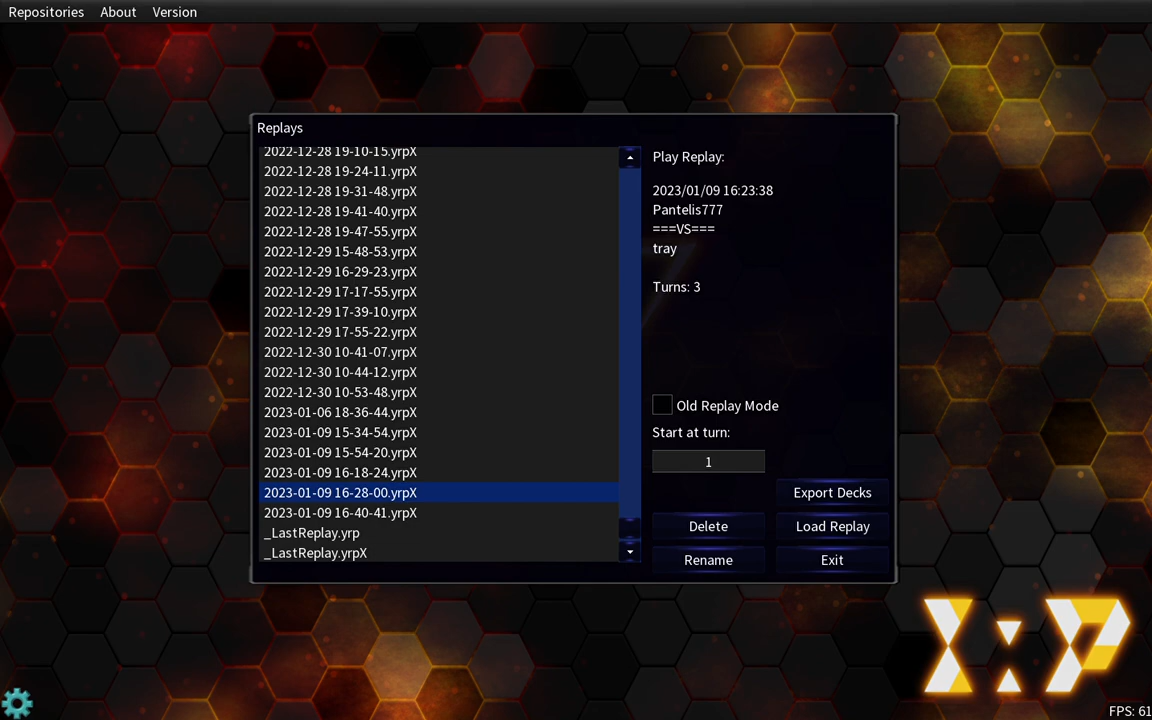 Repositories About Version
Replays
2022-12-28 19-10-15.yrpX
2022-12-28 19-24-11.yrpX
2022-12-28 19-31-48.yrpX
2022-12-28 19-41-40.yrpX
2022-12-28 19-47-55.yrpX
2022-12-29 15-48-53.yrpX
2022-12-29 16-29-23.yrpX
2022-12-29 17-17-55.yrpX
2022-12-29 17-39-10.yrpX
2022-12-29 17-55-22.yrpX
2022-12-30 10-41-07.yrpX
2022-12-30 10-44-12.yrpX
2022-12-30 10-53-48.yrpX
2023-01-06 18-36-44.yrpX
2023-01-09 15-34-54.yrpX
2023-01-09 15-54-20.yrpX
2023-01-09 16-18-24.yrpX
2023-01-09 16-28-00.yrpX
2023-01-09 16-40-41.yrpX
_LastReplay.yrp
_LastReplay.yrpX
Play Replay:
2023/01/09 16:23:38
Pantelis777
===VS===
tray
Turns: 3
Old Replay Mode
Start at turn:
1
Export Decks
Delete Load Replay
Rename Exit
X:P
FPS: 61